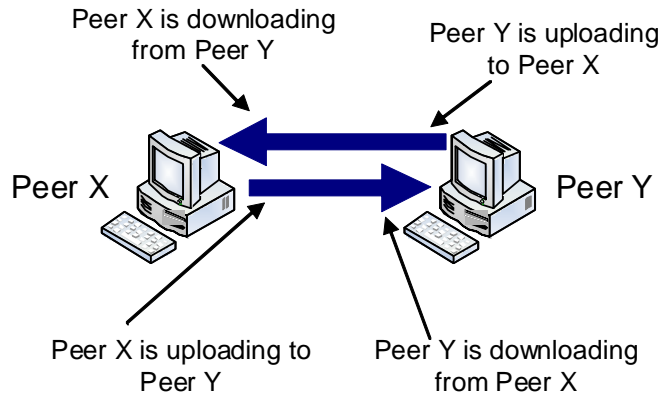 Peer X is downloading
from Peer Y
Peer Y is uploading
to Peer X
Peer X
Peer Y
Peer X is uploading to
Peer Y
Peer Y is downloading
from Peer X